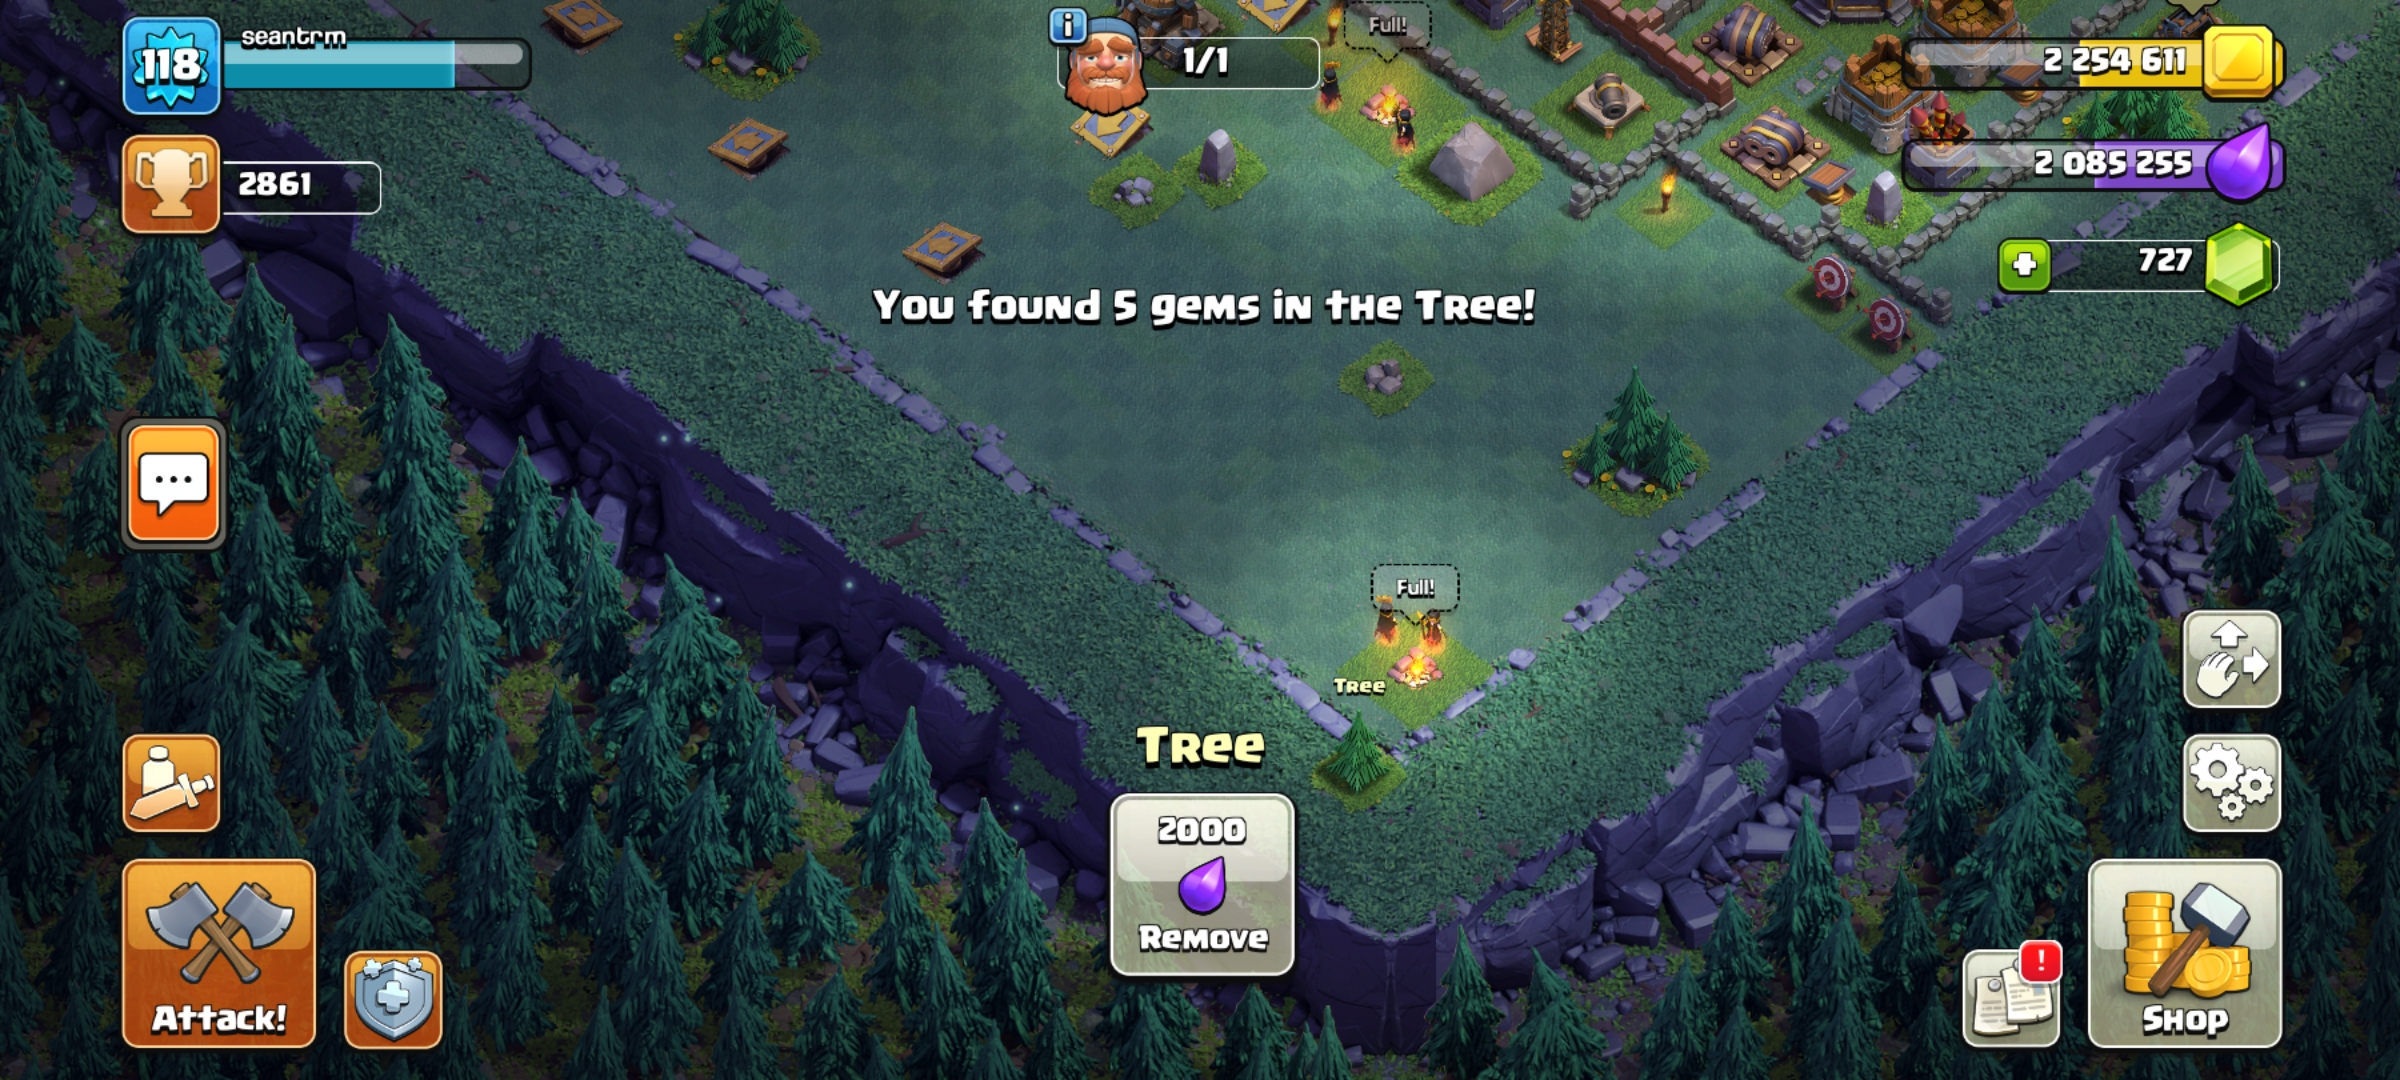 seantrm
118
2861
i
1/1
Full!
2 254 611
2 085 255
727
You found 5 gems in the Tree!
Full!
Tree
Tree
2000
Remove
Attack!
!
Shop